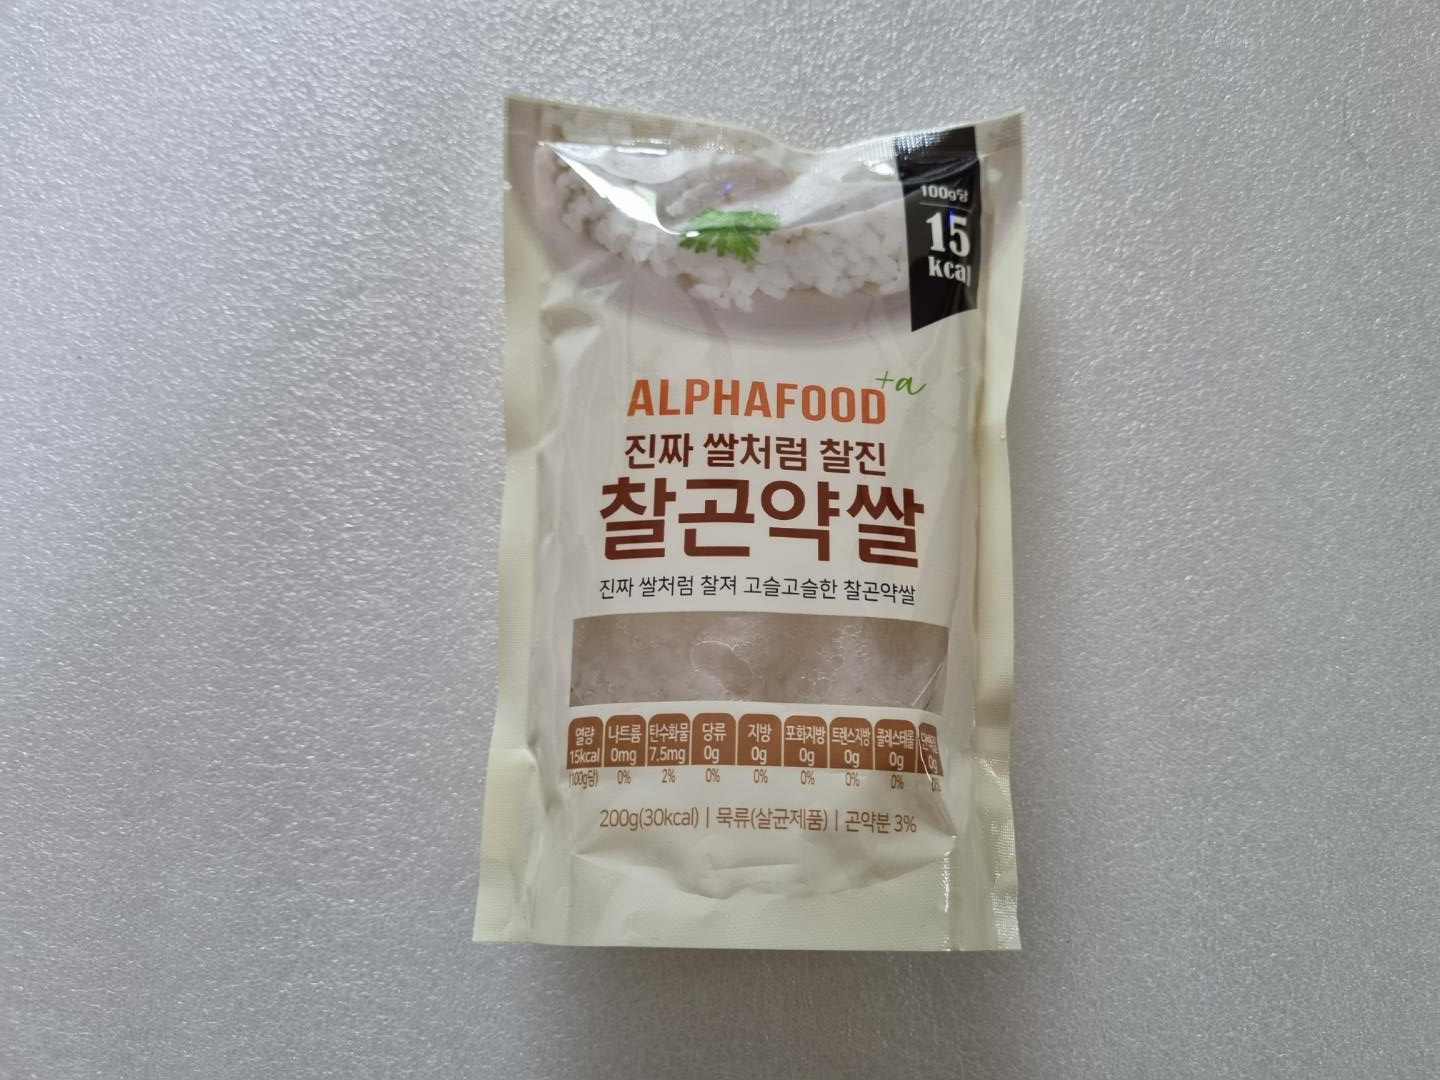 100g당
15
kcal
ALPHAFOOD+a
진짜 쌀처럼 찰진
찰곤약쌀
진짜 쌀처럼 찰져 고슬고슬한 찰곤약쌀
열량 나트륨 탄수화물 당류 지방 포화지방 트랜스지방 콜레스테롤 단백질
15kcal 0mg 7.5mg 0g 0g 0g 0g 0g 0g
(100g당) 0% 2% 0% 0% 0% 0% 0% 0%
200g(30kcal) | 묵류(살균제품) | 곤약분 3%